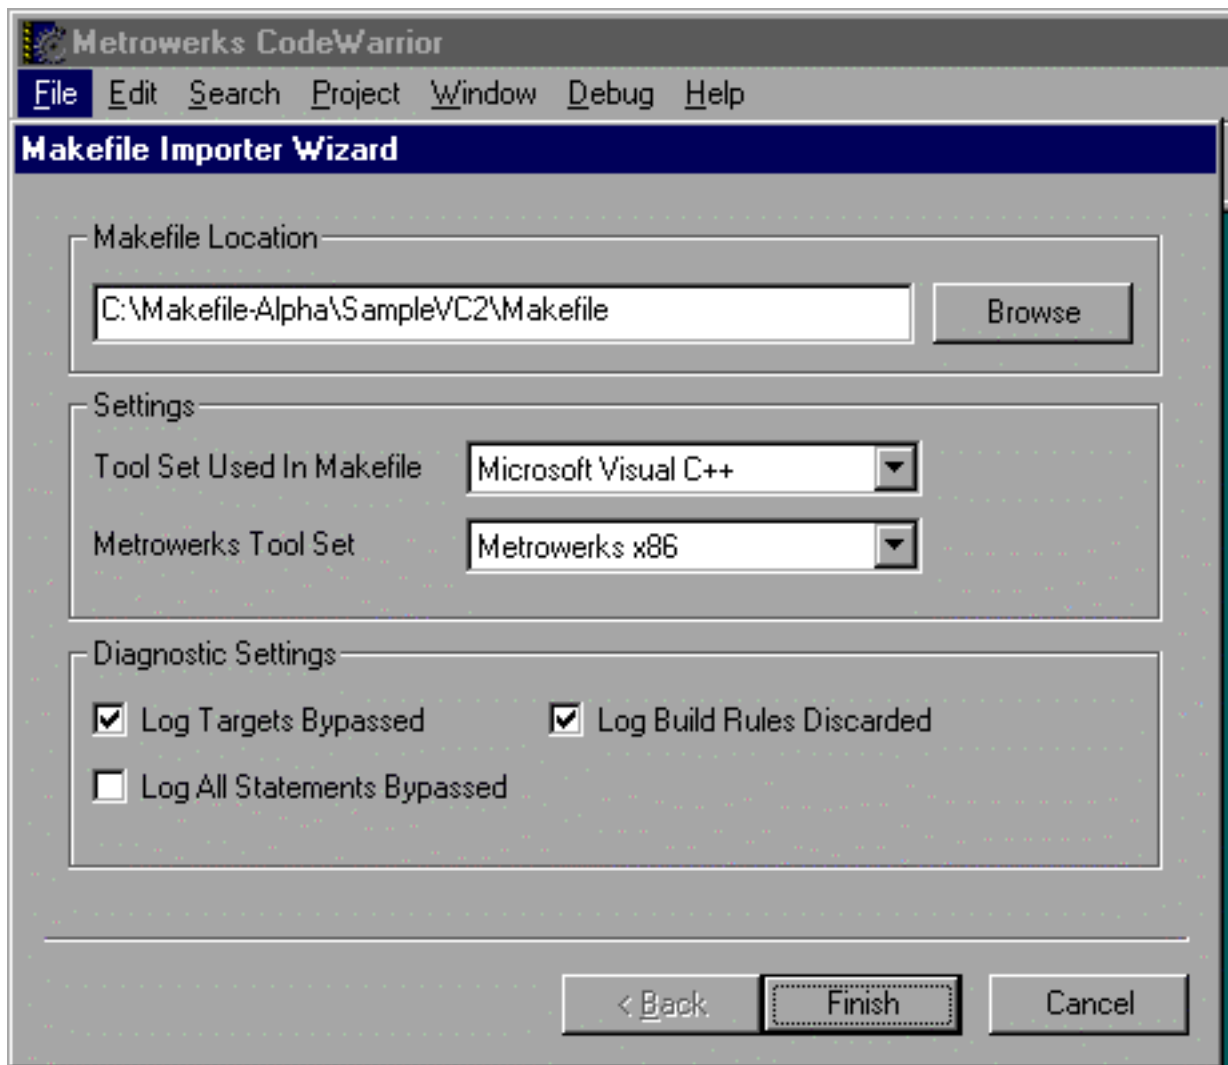 Metrowerks CodeWarrior
File Edit Search Project Window Debug Help
Makefile Importer Wizard
Makefile Location
C:\Makefile-Alpha\SampleVC2\Makefile Browse
Settings
Tool Set Used In Makefile Microsoft Visual C++
Metrowerks Tool Set Metrowerks x86
Diagnostic Settings
Log Targets Bypassed Log Build Rules Discarded
Log All Statements Bypassed
< Back Finish Cancel